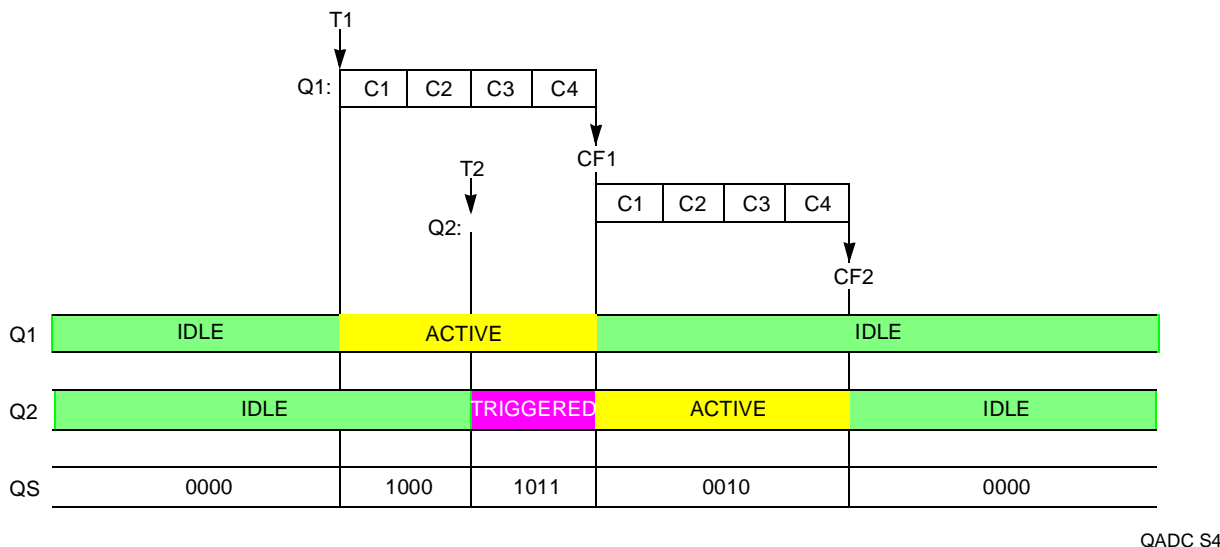 T1
Q1: C1 C2 C3 C4
CF1
T2
C1 C2 C3 C4
Q2:
CF2
Q1 IDLE ACTIVE IDLE
Q2 IDLE TRIGGERED ACTIVE IDLE
QS 0000 1000 1011 0010 0000
QADC S4